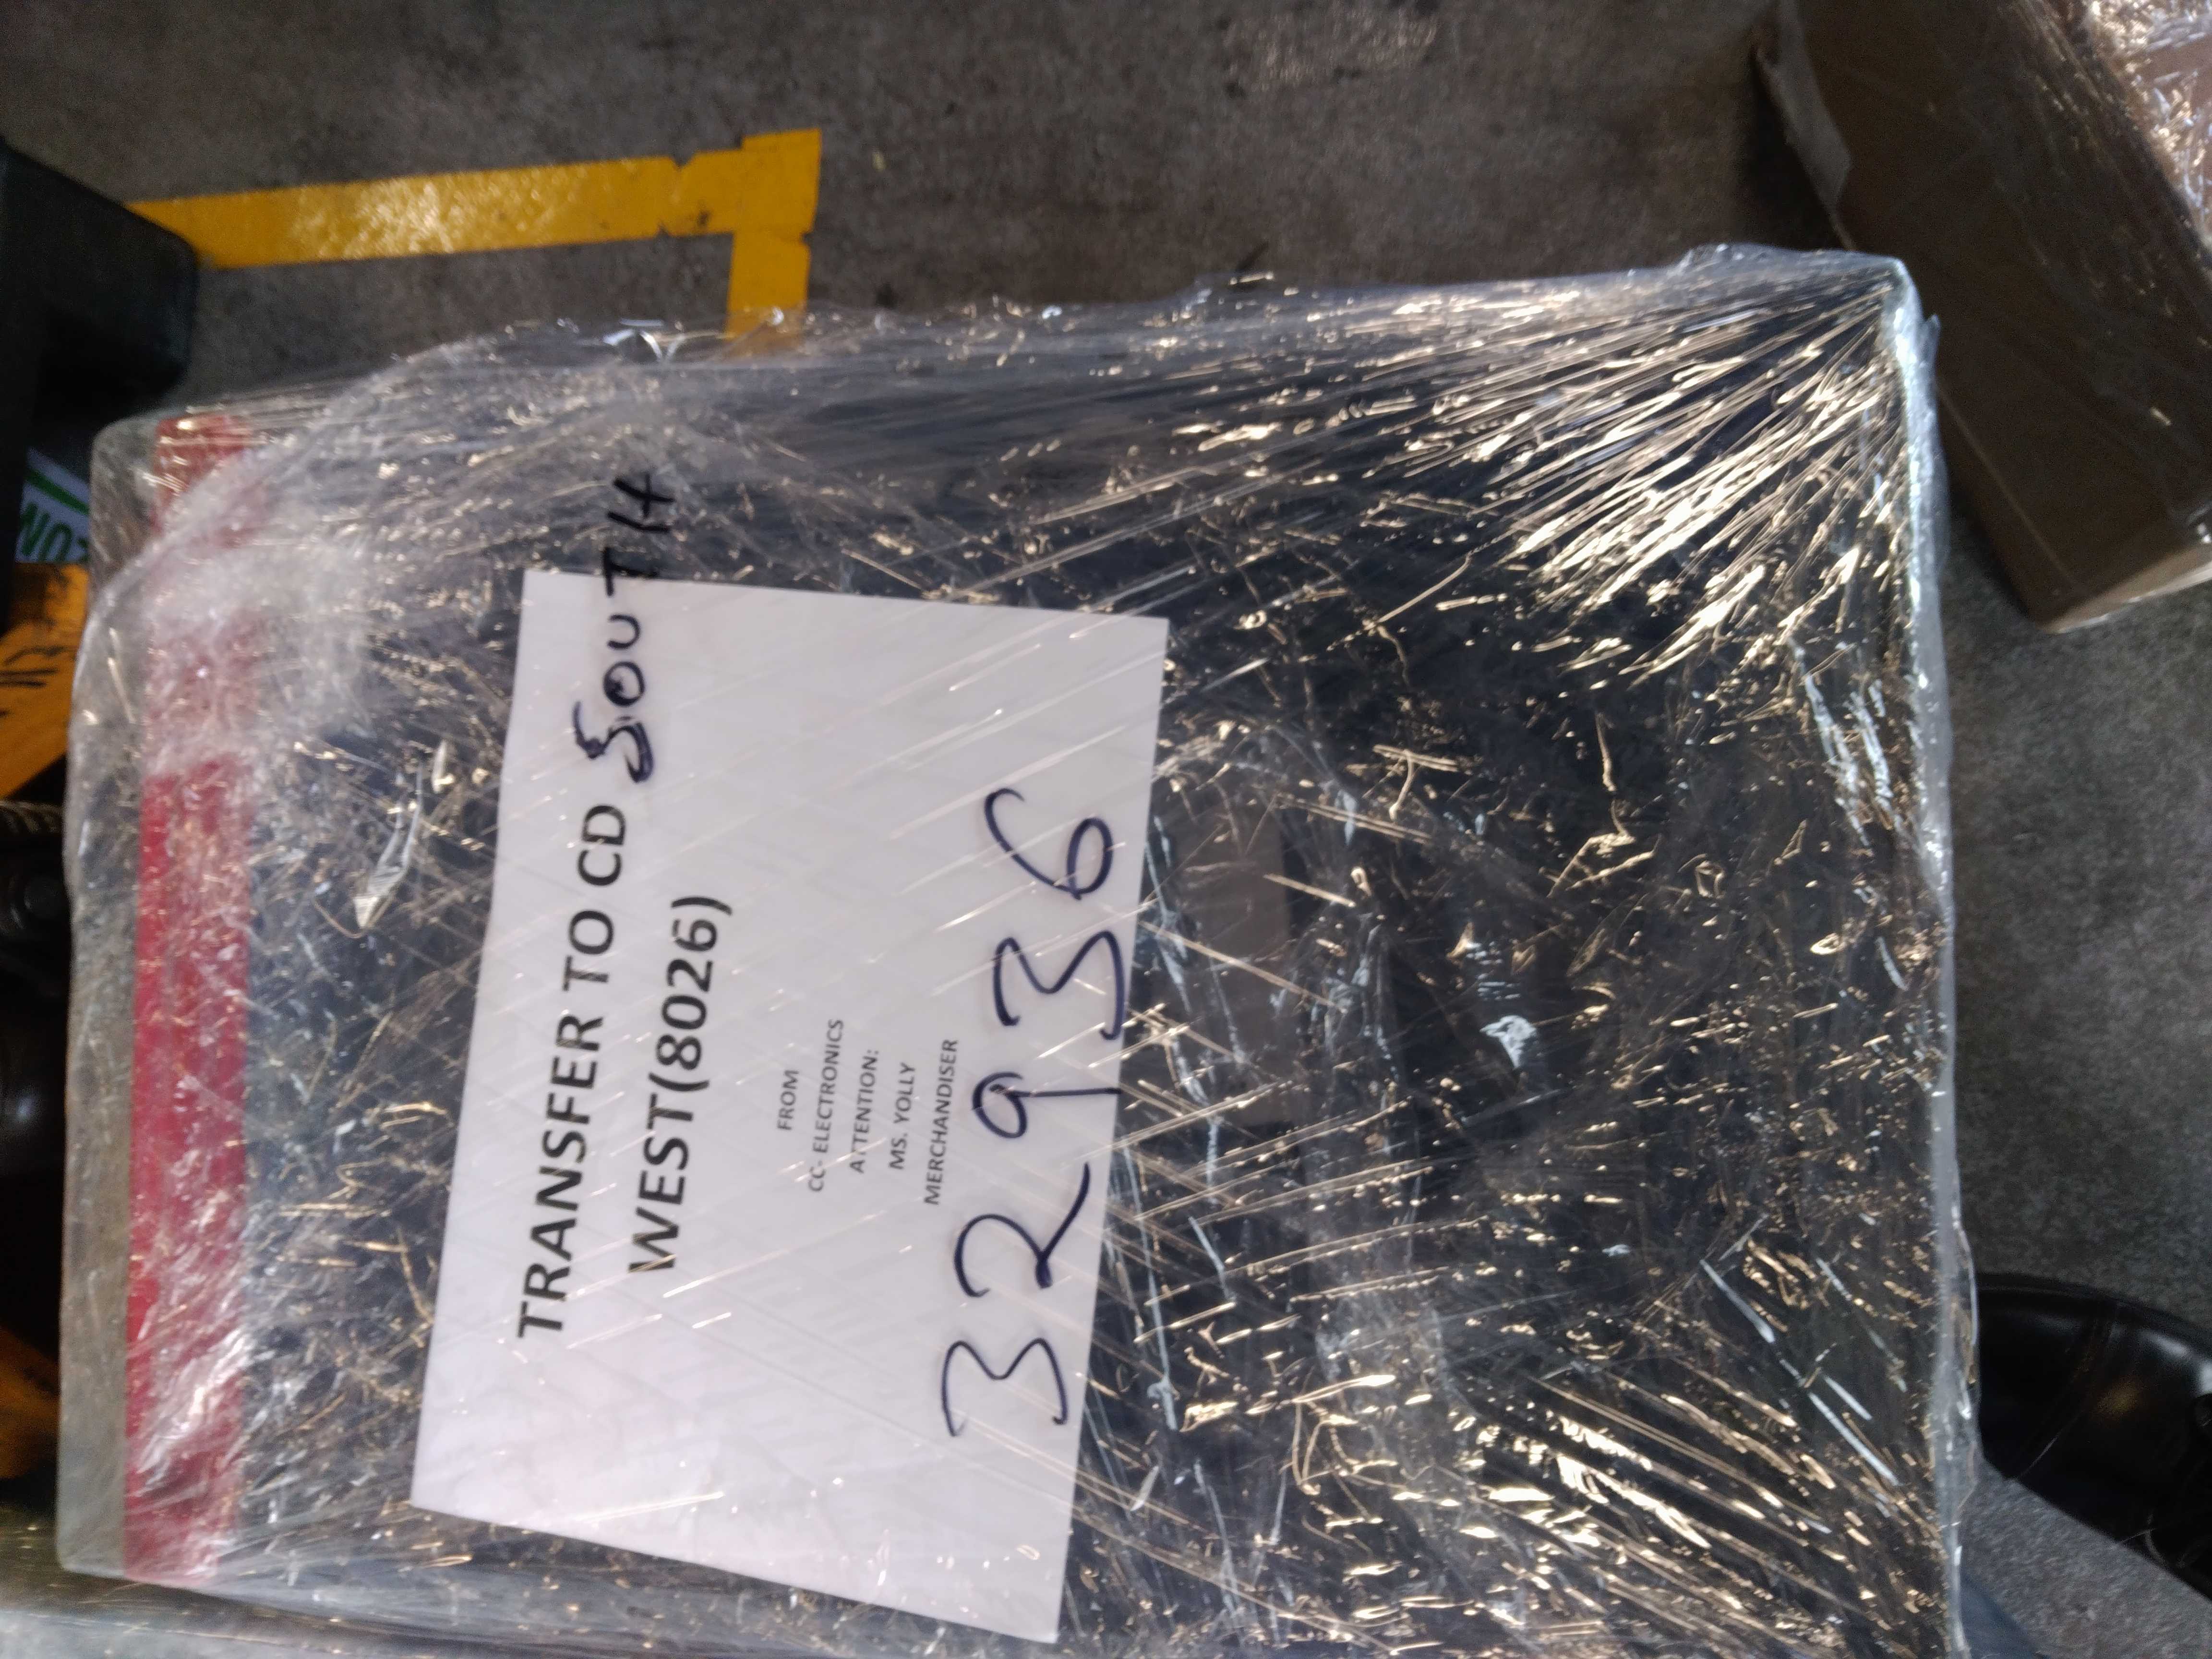 TRANSFER TO CD SOUTH
WEST(8026)
FROM
CC- ELECTRONICS
ATTENTION:
MS. YOLLY
MERCHANDISER
32936